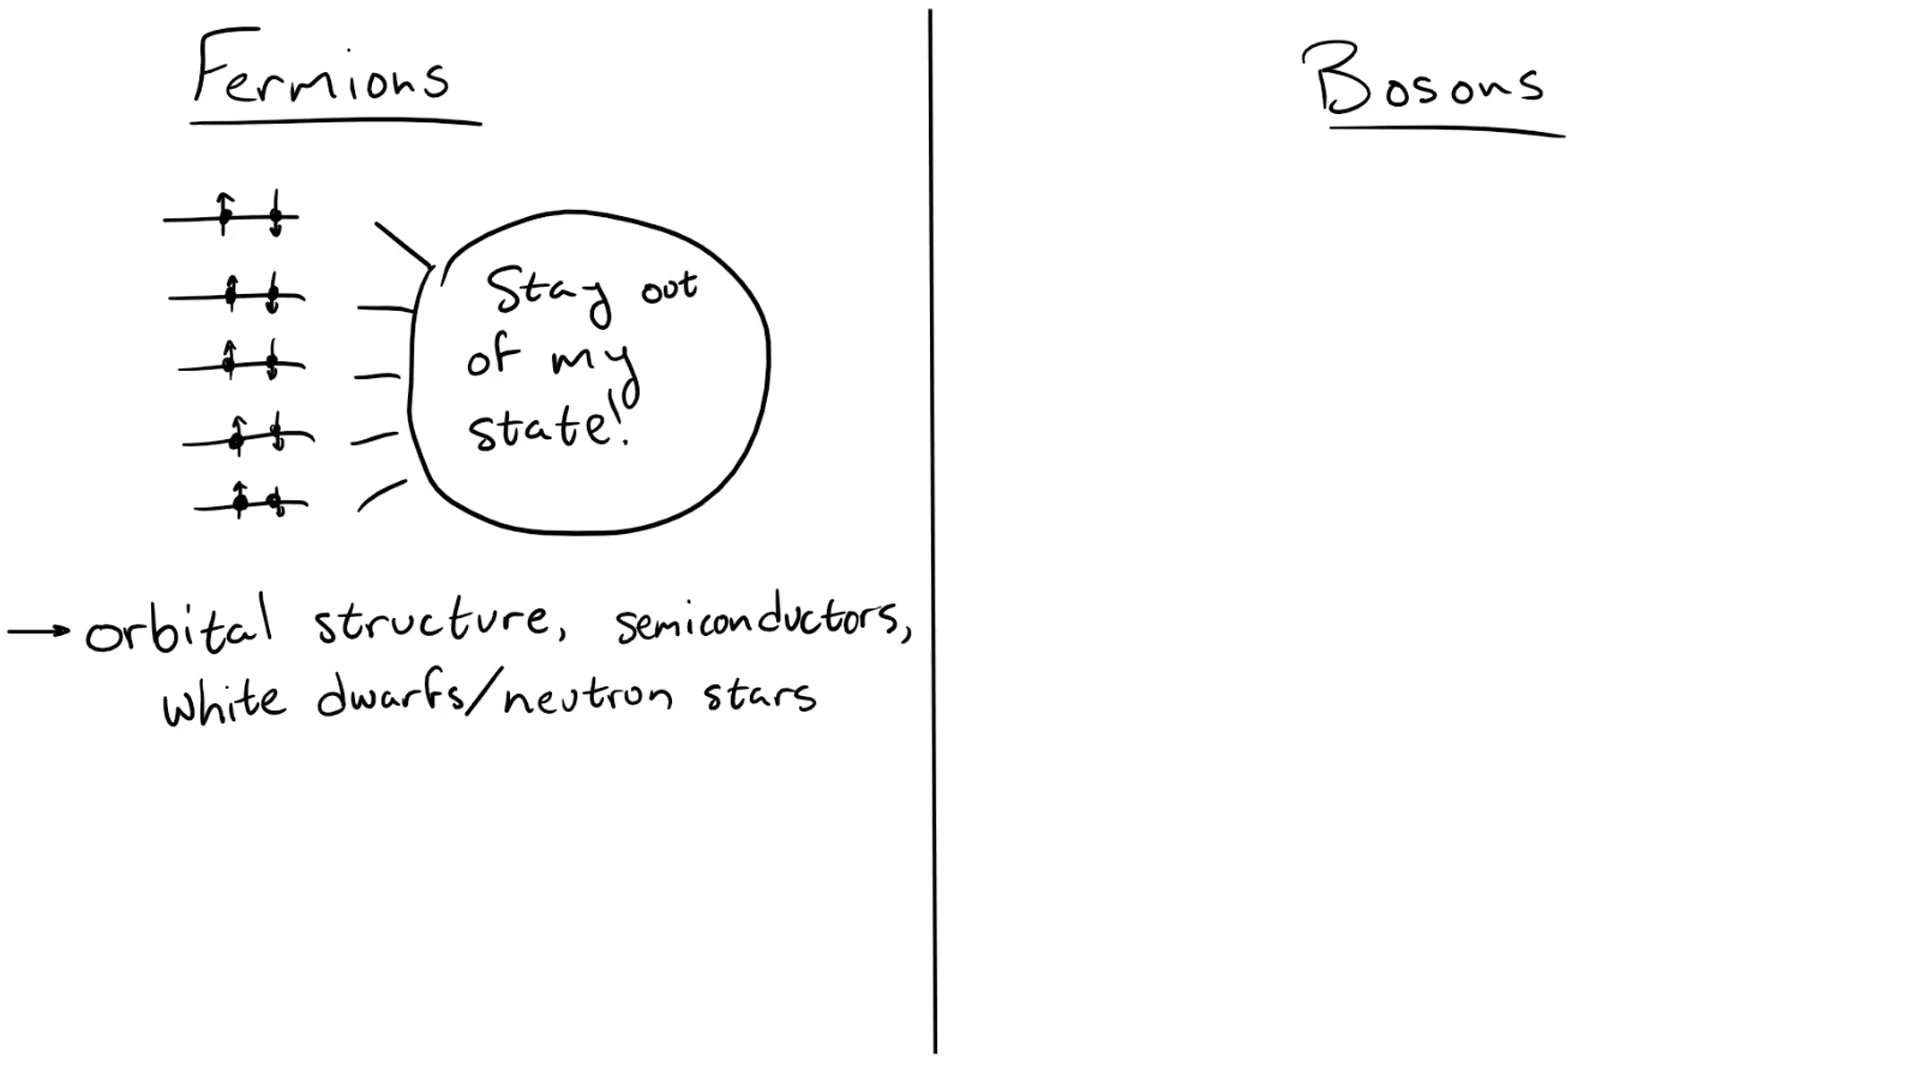 Fermions
Stay out
of my
state!
→ orbital structure, semiconductors,
white dwarfs/neutron stars
Bosons